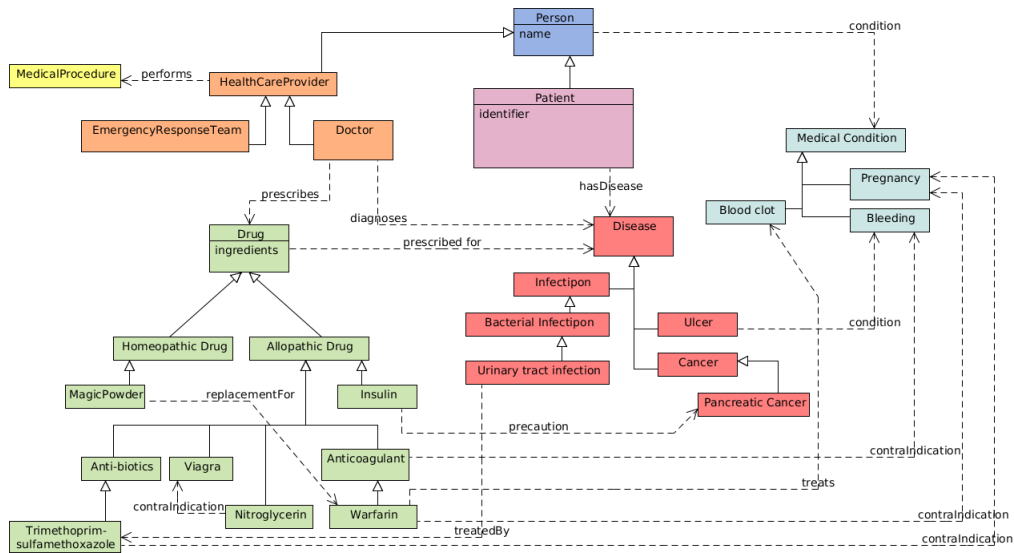 Person
name
condition
MedicalProcedure
performs
HealthCareProvider
Patient
identifier
EmergencyResponseTeam
Doctor
Medical Condition
Pregnancy
hasDisease
prescribes
diagnoses
Blood clot
Bleeding
Drug
ingredients
prescribed for
Disease
Infectipon
Bacterial Infectipon
Ulcer
condition
Homeopathic Drug
Allopathic Drug
Urinary tract infection
Cancer
MagicPowder
replacementFor
Insulin
Pancreatic Cancer
precaution
contraIndication
Anti-biotics
Viagra
Anticoagulant
treats
contraIndication
Nitroglycerin
Warfarin
contraIndication
Trimethoprim-
sulfamethoxazole
treatedBy
contraIndication